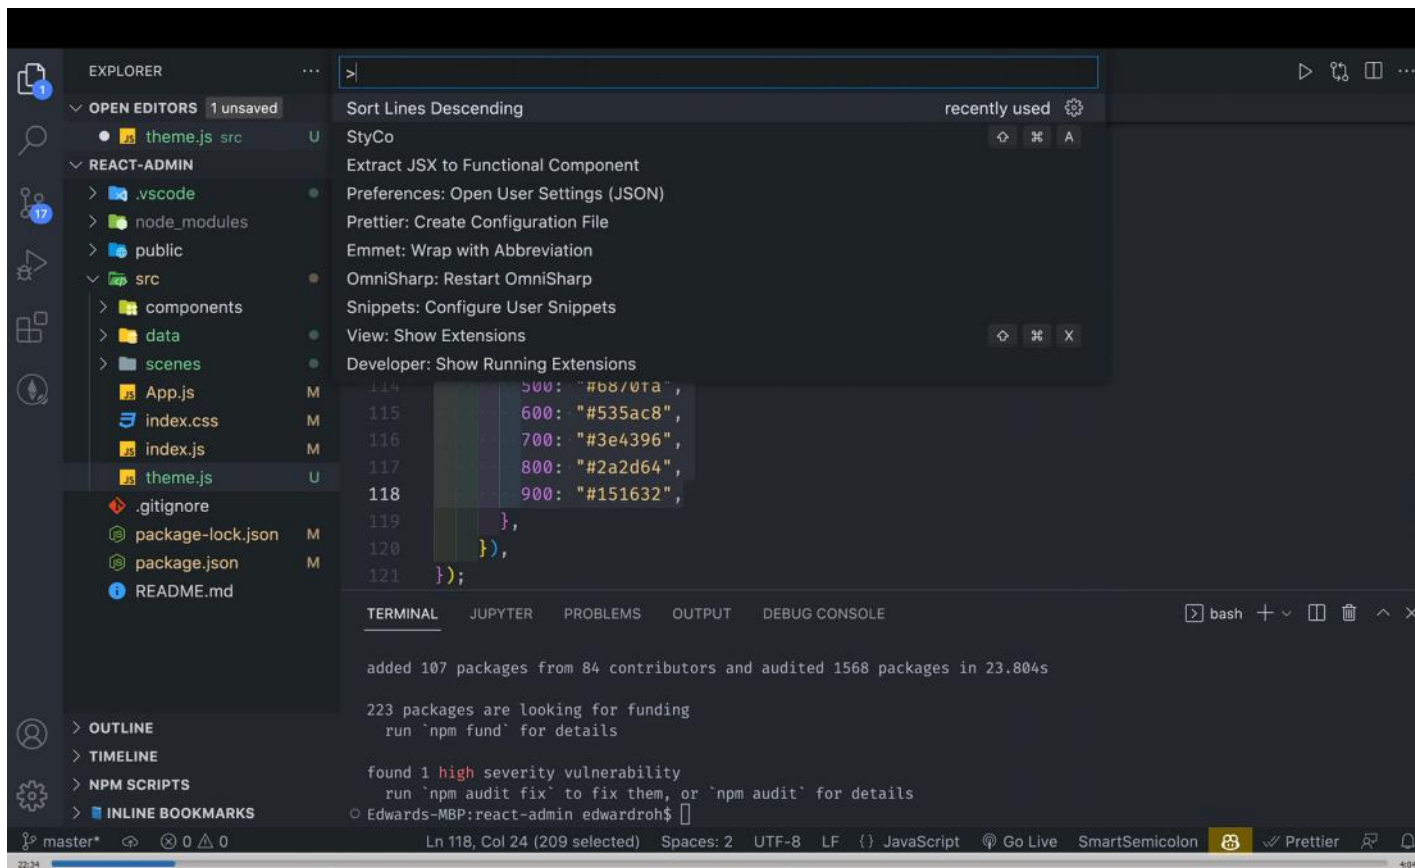 EXPLORER
>
OPEN EDITORS 1 unsaved
theme.js src U
REACT-ADMIN
.vscode
node_modules
public
src
components
data
scenes
App.js M
index.css M
index.js M
theme.js U
.gitignore
package-lock.json M
package.json M
README.md
OUTLINE
TIMELINE
NPM SCRIPTS
INLINE BOOKMARKS
1
17
Sort Lines Descending recently used
StyCo ⇧ ⌘ A
Extract JSX to Functional Component
Preferences: Open User Settings (JSON)
Prettier: Create Configuration File
Emmet: Wrap with Abbreviation
OmniSharp: Restart OmniSharp
Snippets: Configure User Snippets
View: Show Extensions ⇧ ⌘ X
Developer: Show Running Extensions
114 500: "#6870fa",
115 600: "#535ac8",
116 700: "#3e4396",
117 800: "#2a2d64",
118 900: "#151632",
119 },
120 }),
121 });
TERMINAL JUPYTER PROBLEMS OUTPUT DEBUG CONSOLE bash
added 107 packages from 84 contributors and audited 1568 packages in 23.804s
223 packages are looking for funding
run `npm fund` for details
found 1 high severity vulnerability
run `npm audit fix` to fix them, or `npm audit` for details
Edwards-MBP:react-admin edwardroh$
master* 0 0 Ln 118, Col 24 (209 selected) Spaces: 2 UTF-8 LF {} JavaScript Go Live SmartSemicolon Prettier
22:34